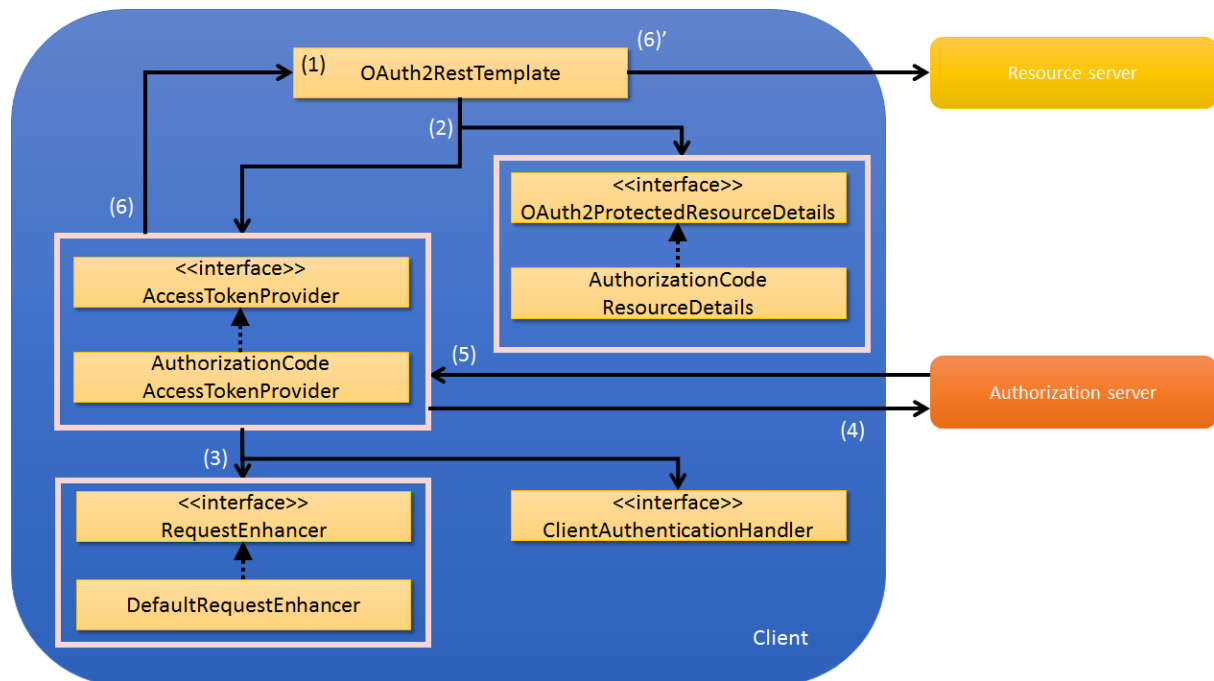 (6)’
(1)
OAuth2RestTemplate
Resource server
(2)
<<interface>>
OAuth2ProtectedResourceDetails
(6)
<<interface>>
AccessTokenProvider
AuthorizationCode
ResourceDetails
AuthorizationCode
AccessTokenProvider
(5)
Authorization server
(4)
(3)
<<interface>>
RequestEnhancer
<<interface>>
ClientAuthenticationHandler
DefaultRequestEnhancer
Client